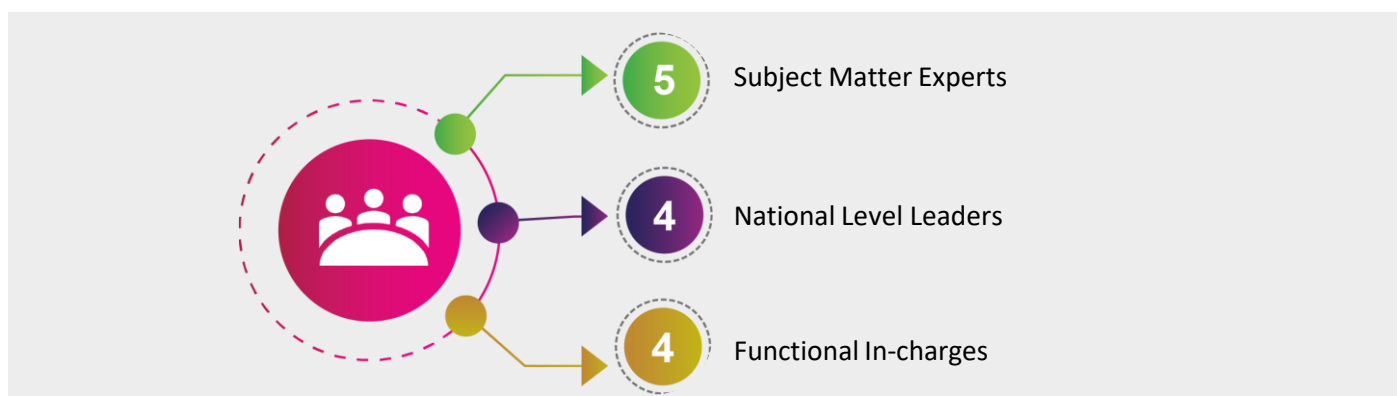 5 Subject Matter Experts
4 National Level Leaders
4 Functional In-charges